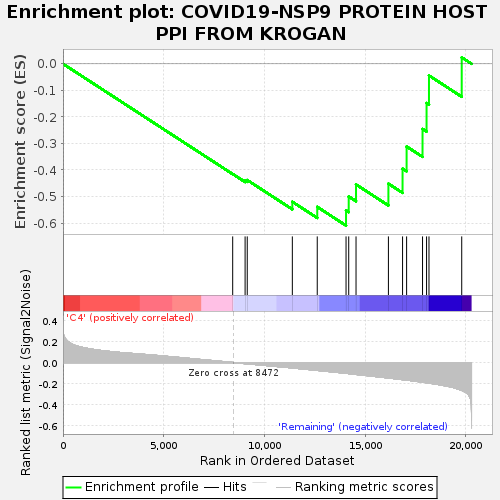 Enrichment plot: COVID19-NSP9 PROTEIN HOST
PPI FROM KROGAN
Enrichment score (ES)
0.0
-0.1
-0.2
-0.3
-0.4
-0.5
-0.6
Ranked list metric (Signal2Noise)
'C4' (positively correlated)
0.4
0.2
0.0
-0.2
-0.4
-0.6
Zero cross at 8472
'Remaining' (negatively correlated)
0 5,000 10,000 15,000 20,000
Rank in Ordered Dataset
Enrichment profile Hits Ranking metric scores